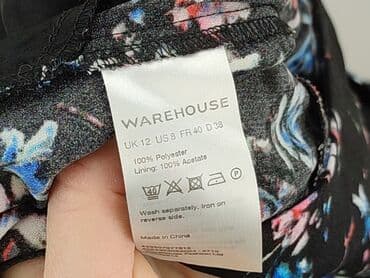 WAREHOUSE
UK 12 US 8 FR 40 D 38
100% Polyester
Lining: 100% Acetate
40 P
Wash separately. Iron on
reverse side.
Made in China